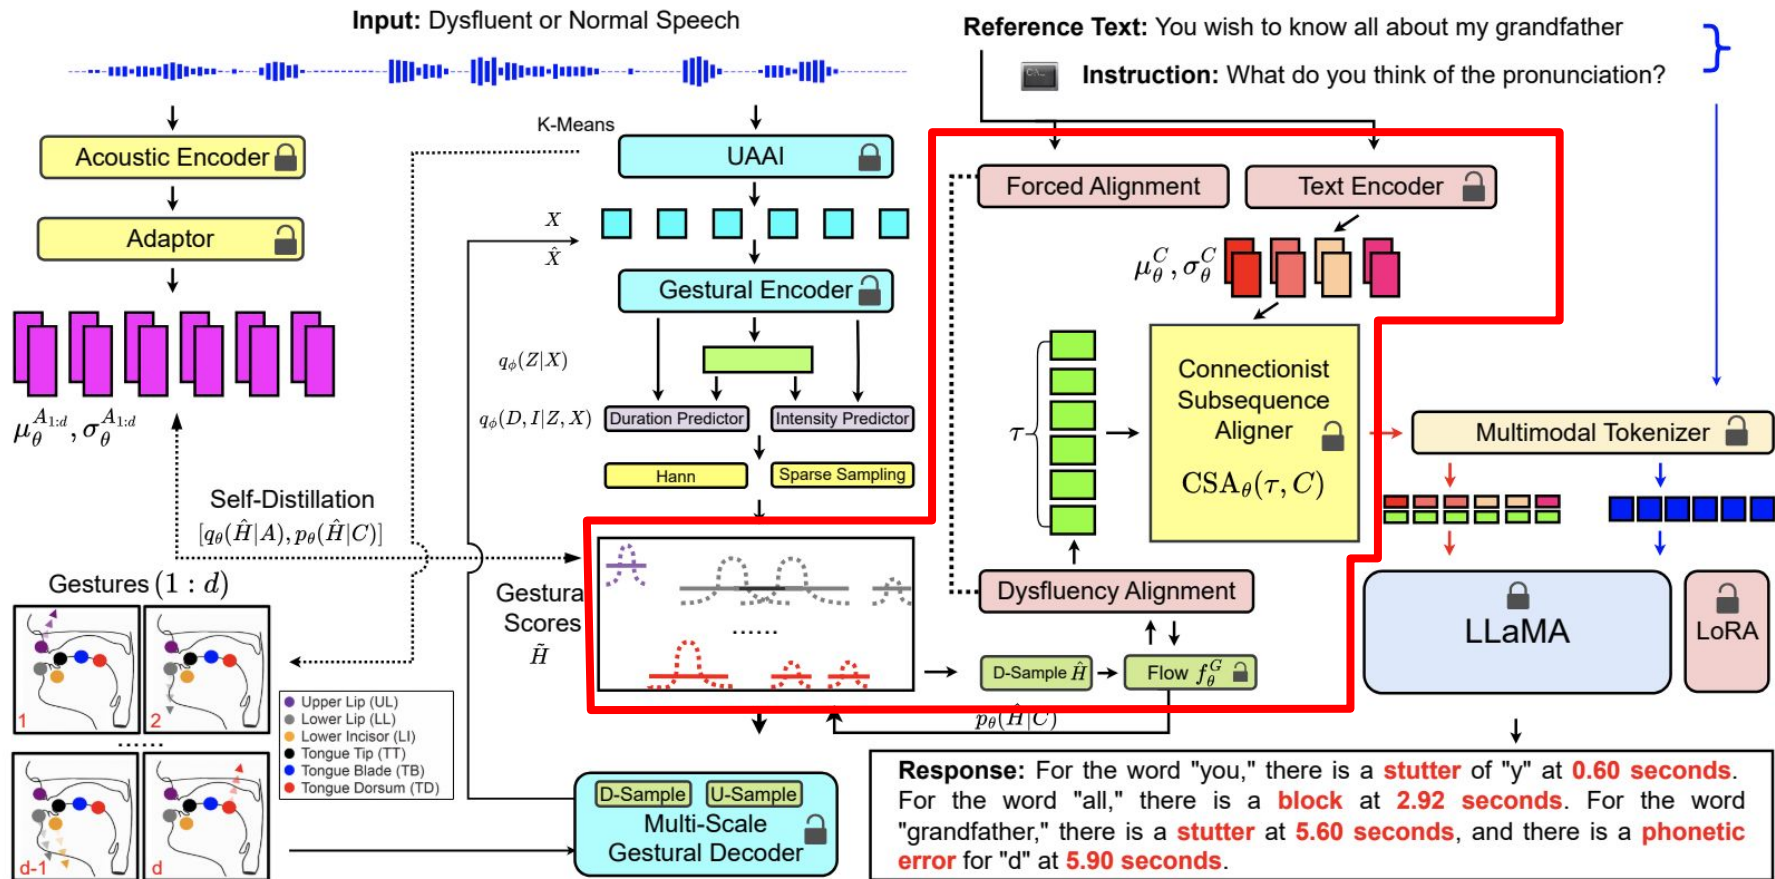 Input: Dysfluent or Normal Speech
Reference Text: You wish to know all about my grandfather
Instruction: What do you think of the pronunciation?
K-Means
Acoustic Encoder
Adaptor
μ_θ^{A_{1:d}}, σ_θ^{A_{1:d}}
UAAI
X
X̂
Gestural Encoder
q_ϕ(Z|X)
q_ϕ(D, I|Z, X)
Duration Predictor
Intensity Predictor
Hann
Sparse Sampling
Self-Distillation
[q_θ(Ĥ|A), p_θ(Ĥ|C)]
Gestural
Scores
H̃
......
Forced Alignment
Text Encoder
μ_θ^C, σ_θ^C
τ
Connectionist
Subsequence
Aligner
CSA_θ(τ, C)
Dysfluency Alignment
D-Sample Ĥ
Flow f_θ^G
p_θ(Ĥ|C)
Multimodal Tokenizer
LLaMA
LoRA
Gestures (1 : d)
1
2
......
d-1
d
Upper Lip (UL)
Lower Lip (LL)
Lower Incisor (LI)
Tongue Tip (TT)
Tongue Blade (TB)
Tongue Dorsum (TD)
D-Sample
U-Sample
Multi-Scale
Gestural Decoder
Response: For the word "you," there is a stutter of "y" at 0.60 seconds.
For the word "all," there is a block at 2.92 seconds. For the word
"grandfather," there is a stutter at 5.60 seconds, and there is a phonetic
error for "d" at 5.90 seconds.